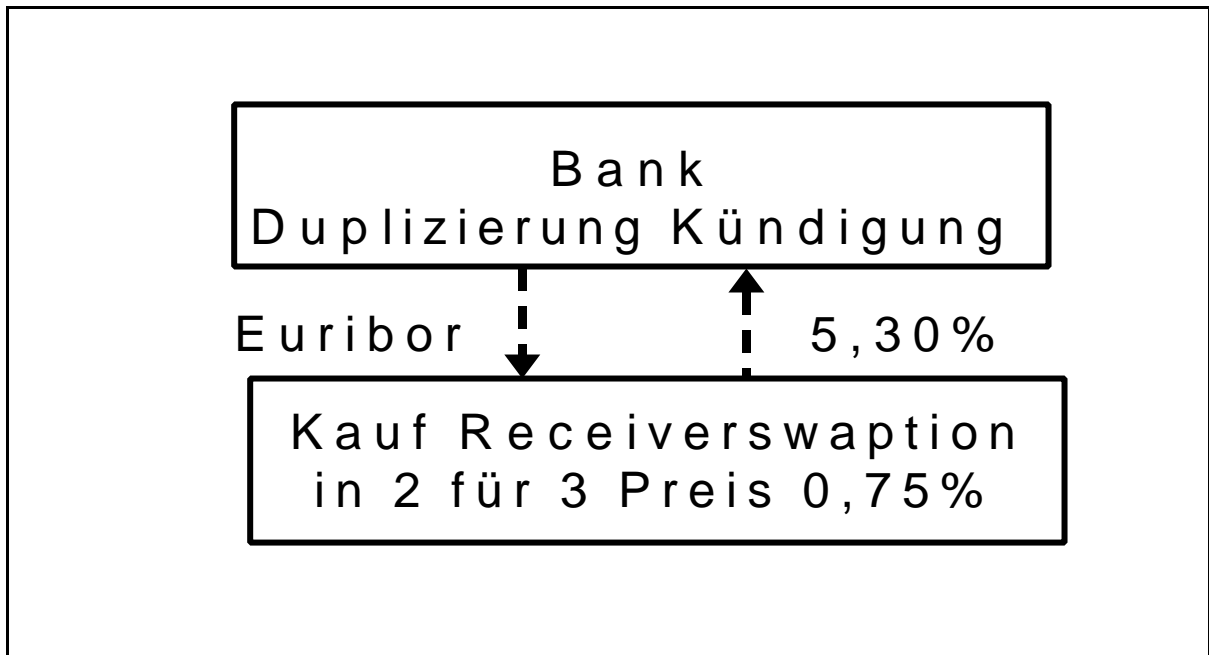 Bank
Duplizierung Kündigung
Euribor 5,30%
Kauf Receiverswaption
in 2 für 3 Preis 0,75%